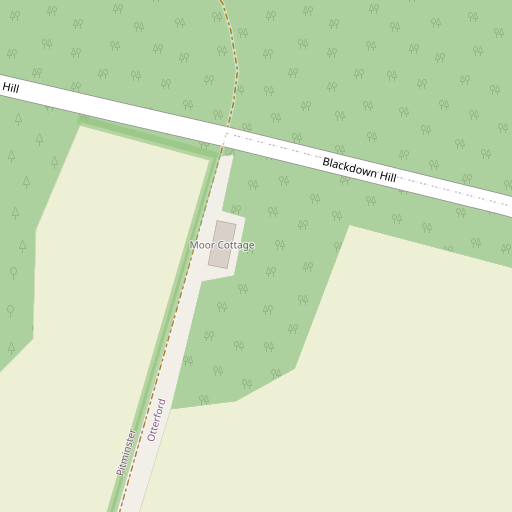 Hill
Blackdown Hill
Moor Cottage
Otterford
Pitminster